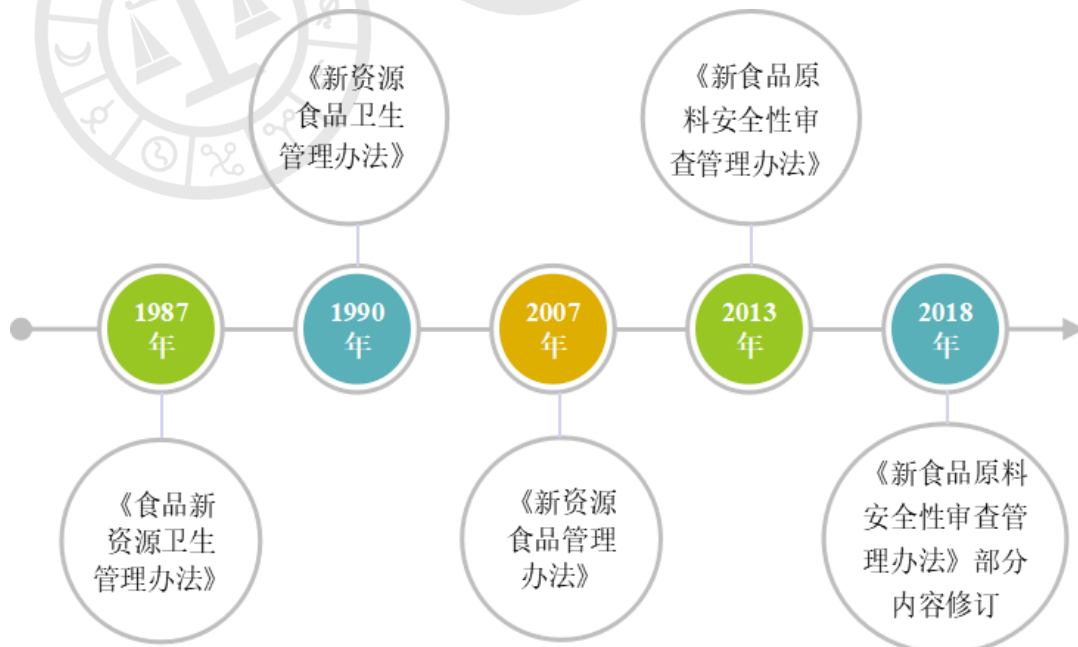 《新资源
食品卫生
管理办法》
《新食品原
料安全性审
查管理办法》
1987
年
1990
年
2007
年
2013
年
2018
年
《食品新
资源卫生
管理办法》
《新资源
食品管理
办法》
《新食品原料
安全性审查管
理办法》部分
内容修订